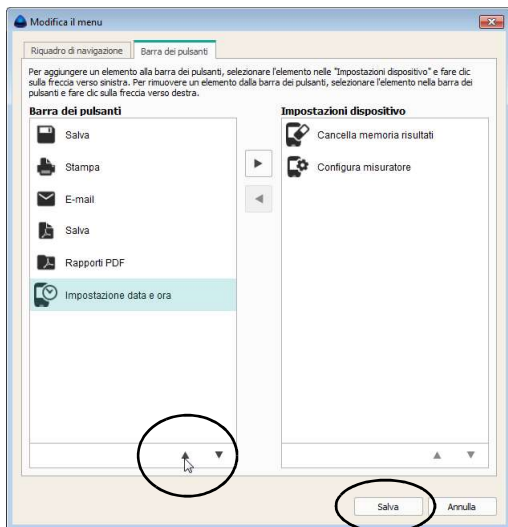 Modifica il menu
Riquadro di navigazione
Barra dei pulsanti
Per aggiungere un elemento alla barra dei pulsanti, selezionare l'elemento nelle "Impostazioni dispositivo" e fare clic
sulla freccia verso sinistra. Per rimuovere un elemento dalla barra dei pulsanti, selezionare l'elemento nella barra dei
pulsanti e fare clic sulla freccia verso destra.
Barra dei pulsanti
Salva
Stampa
E-mail
Salva
Rapporti PDF
Impostazione data e ora
Impostazioni dispositivo
Cancella memoria risultati
Configura misuratore
Salva
Annulla